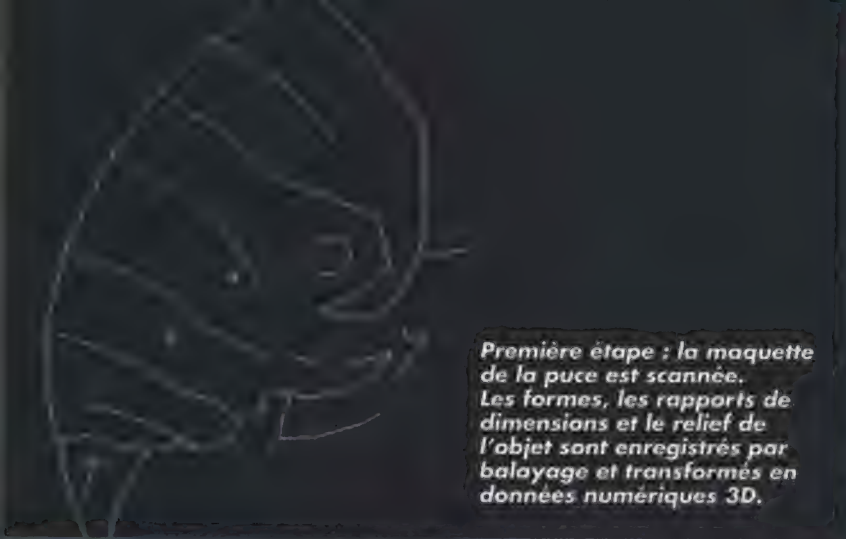 Première étape : la maquette
de la puce est scannée.
Les formes, les rapports de
dimensions et le relief de
l'objet sont enregistrés par
balayage et transformés en
données numériques 3D.